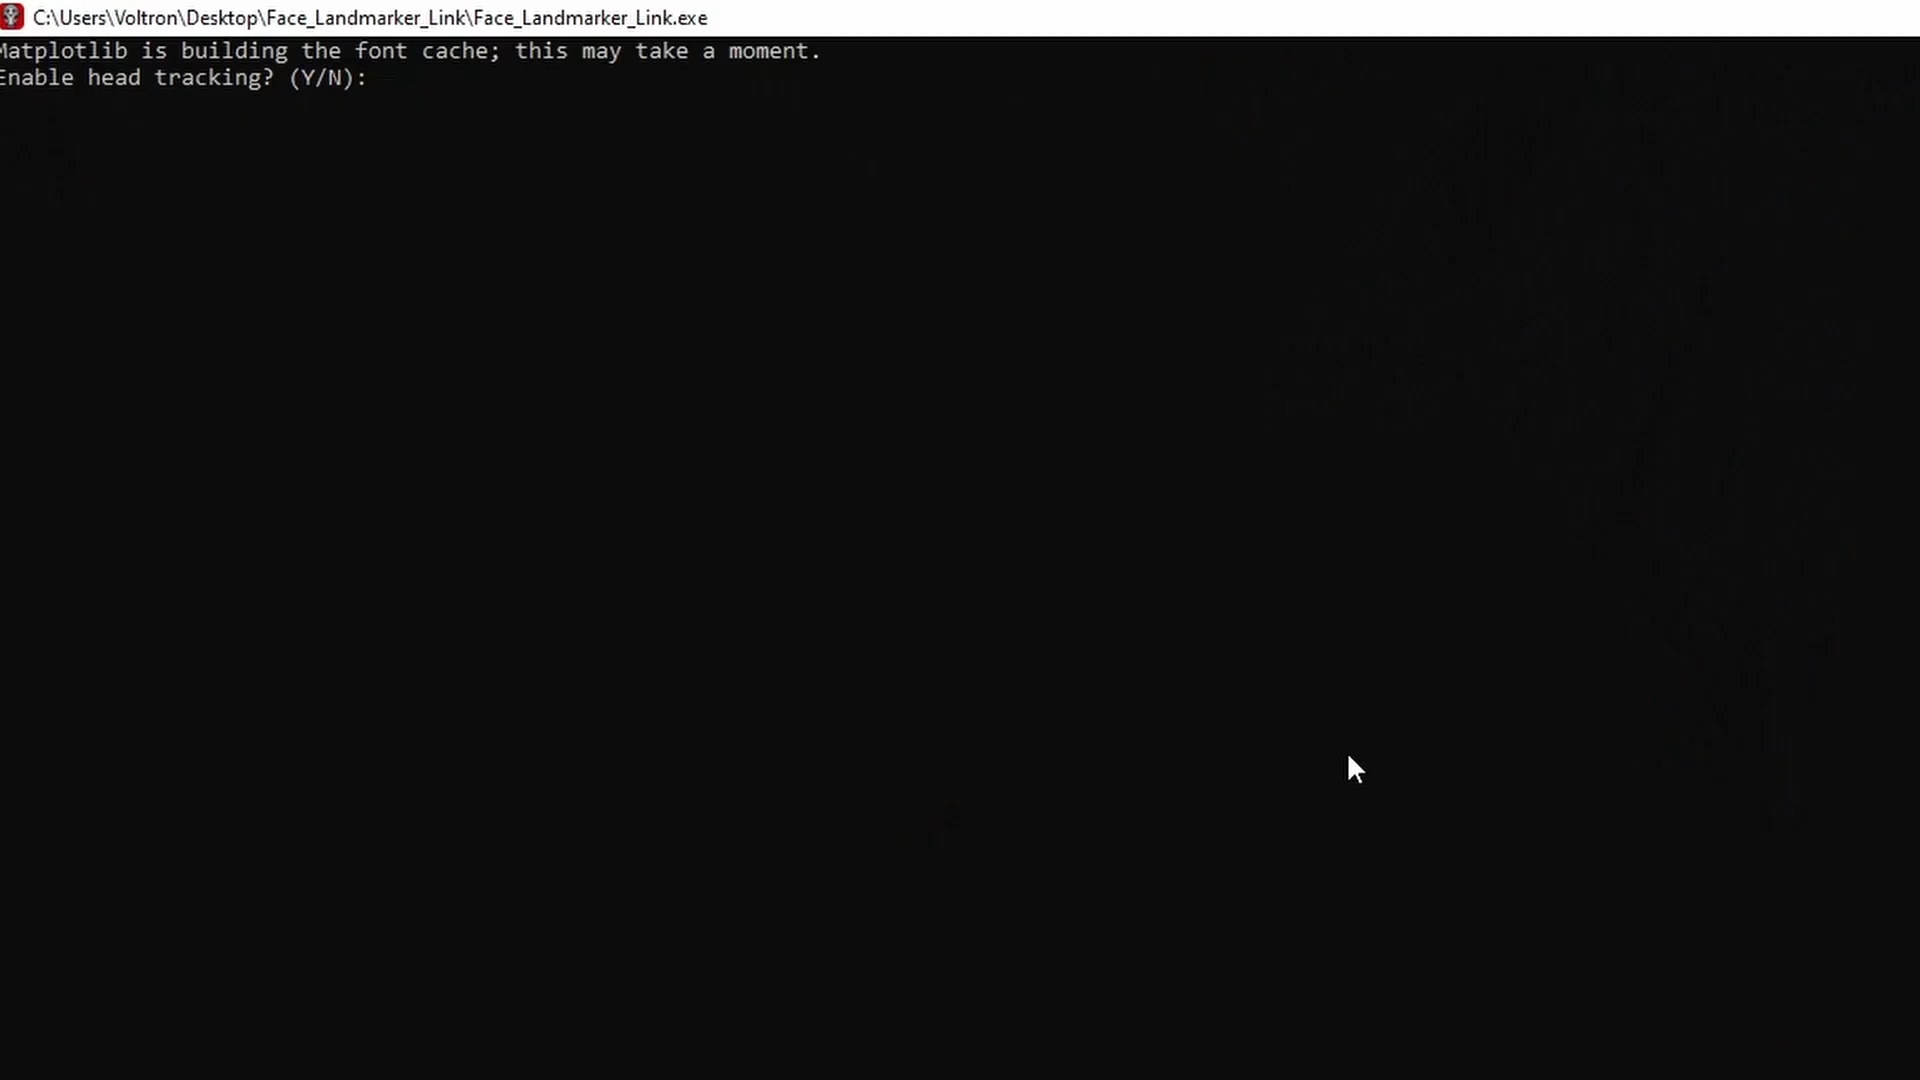 C:\Users\Voltron\Desktop\Face_Landmarker_Link\Face_Landmarker_Link.exe
Matplotlib is building the font cache; this may take a moment.
Enable head tracking? (Y/N):